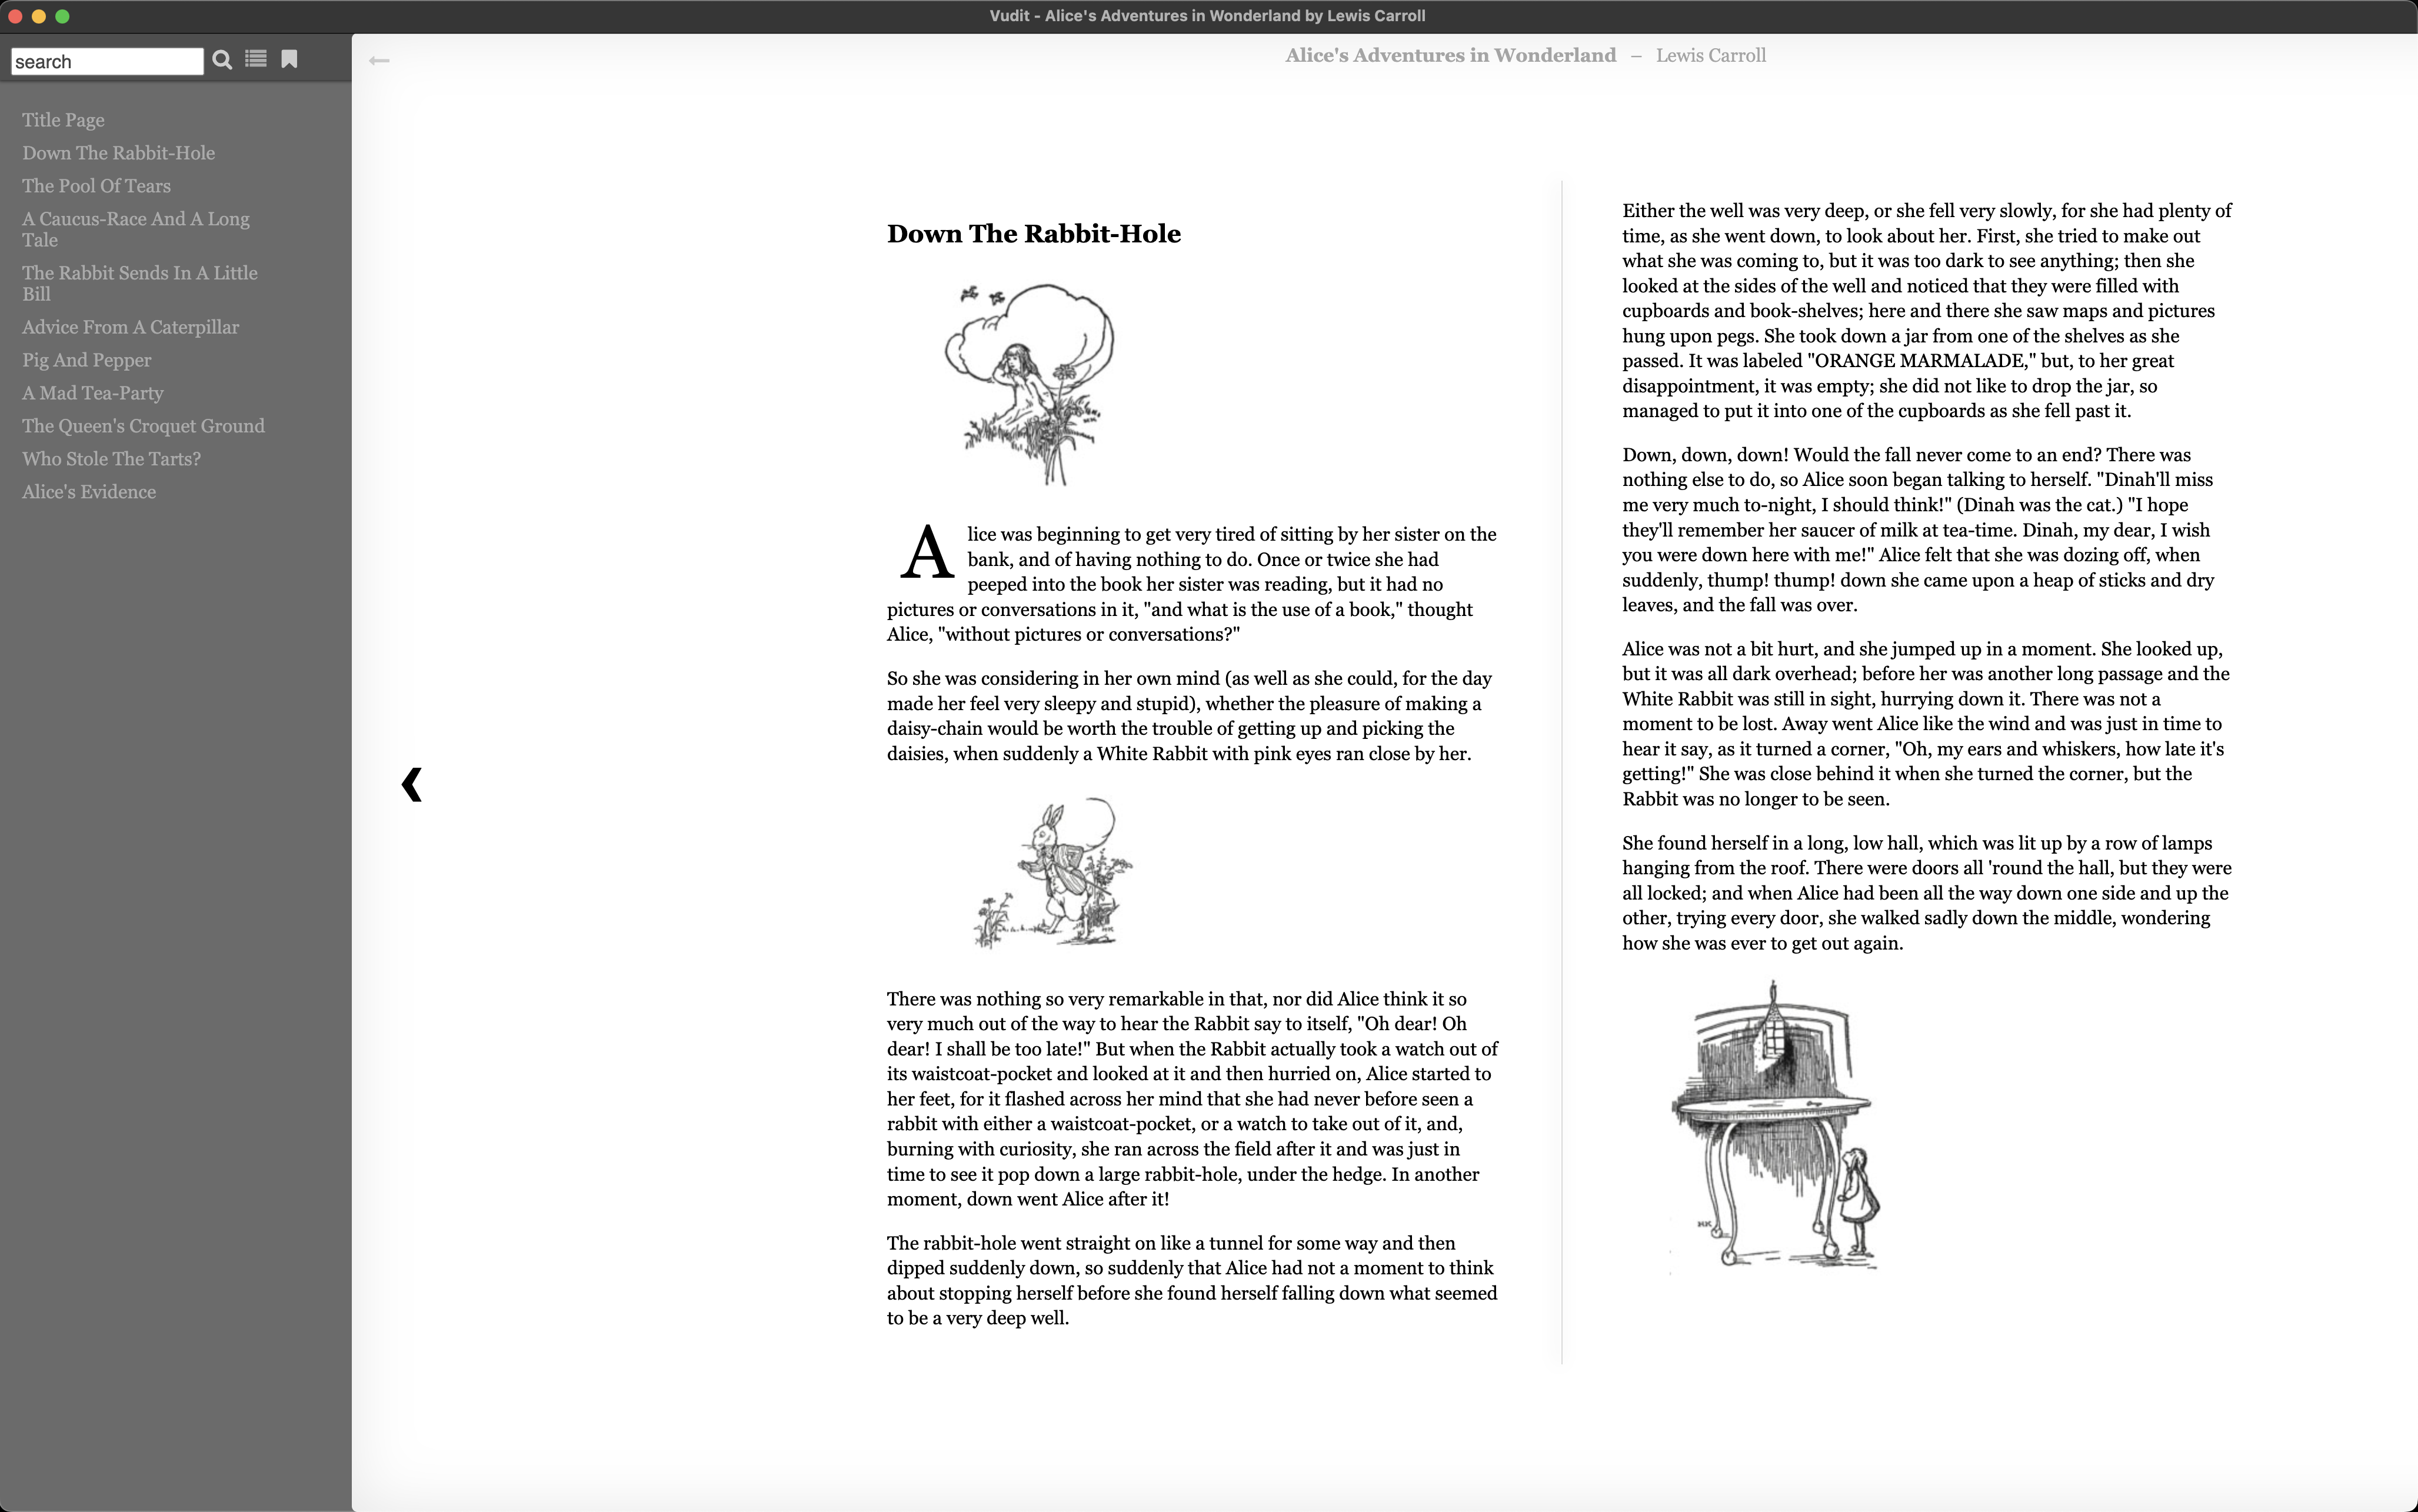 Vudit - Alice's Adventures in Wonderland by Lewis Carroll
search
Title Page
Down The Rabbit-Hole
The Pool Of Tears
A Caucus-Race And A Long
Tale
The Rabbit Sends In A Little
Bill
Advice From A Caterpillar
Pig And Pepper
A Mad Tea-Party
The Queen's Croquet Ground
Who Stole The Tarts?
Alice's Evidence
Alice's Adventures in Wonderland – Lewis Carroll
Down The Rabbit-Hole
Alice was beginning to get very tired of sitting by her sister on the
bank, and of having nothing to do. Once or twice she had
peeped into the book her sister was reading, but it had no
pictures or conversations in it, "and what is the use of a book," thought
Alice, "without pictures or conversations?"
So she was considering in her own mind (as well as she could, for the day
made her feel very sleepy and stupid), whether the pleasure of making a
daisy-chain would be worth the trouble of getting up and picking the
daisies, when suddenly a White Rabbit with pink eyes ran close by her.
There was nothing so very remarkable in that, nor did Alice think it so
very much out of the way to hear the Rabbit say to itself, "Oh dear! Oh
dear! I shall be too late!" But when the Rabbit actually took a watch out of
its waistcoat-pocket and looked at it and then hurried on, Alice started to
her feet, for it flashed across her mind that she had never before seen a
rabbit with either a waistcoat-pocket, or a watch to take out of it, and,
burning with curiosity, she ran across the field after it and was just in
time to see it pop down a large rabbit-hole, under the hedge. In another
moment, down went Alice after it!
The rabbit-hole went straight on like a tunnel for some way and then
dipped suddenly down, so suddenly that Alice had not a moment to think
about stopping herself before she found herself falling down what seemed
to be a very deep well.
Either the well was very deep, or she fell very slowly, for she had plenty of
time, as she went down, to look about her. First, she tried to make out
what she was coming to, but it was too dark to see anything; then she
looked at the sides of the well and noticed that they were filled with
cupboards and book-shelves; here and there she saw maps and pictures
hung upon pegs. She took down a jar from one of the shelves as she
passed. It was labeled "ORANGE MARMALADE," but, to her great
disappointment, it was empty; she did not like to drop the jar, so
managed to put it into one of the cupboards as she fell past it.
Down, down, down! Would the fall never come to an end? There was
nothing else to do, so Alice soon began talking to herself. "Dinah'll miss
me very much to-night, I should think!" (Dinah was the cat.) "I hope
they'll remember her saucer of milk at tea-time. Dinah, my dear, I wish
you were down here with me!" Alice felt that she was dozing off, when
suddenly, thump! thump! down she came upon a heap of sticks and dry
leaves, and the fall was over.
Alice was not a bit hurt, and she jumped up in a moment. She looked up,
but it was all dark overhead; before her was another long passage and the
White Rabbit was still in sight, hurrying down it. There was not a
moment to be lost. Away went Alice like the wind and was just in time to
hear it say, as it turned a corner, "Oh, my ears and whiskers, how late it's
getting!" She was close behind it when she turned the corner, but the
Rabbit was no longer to be seen.
She found herself in a long, low hall, which was lit up by a row of lamps
hanging from the roof. There were doors all 'round the hall, but they were
all locked; and when Alice had been all the way down one side and up the
other, trying every door, she walked sadly down the middle, wondering
how she was ever to get out again.